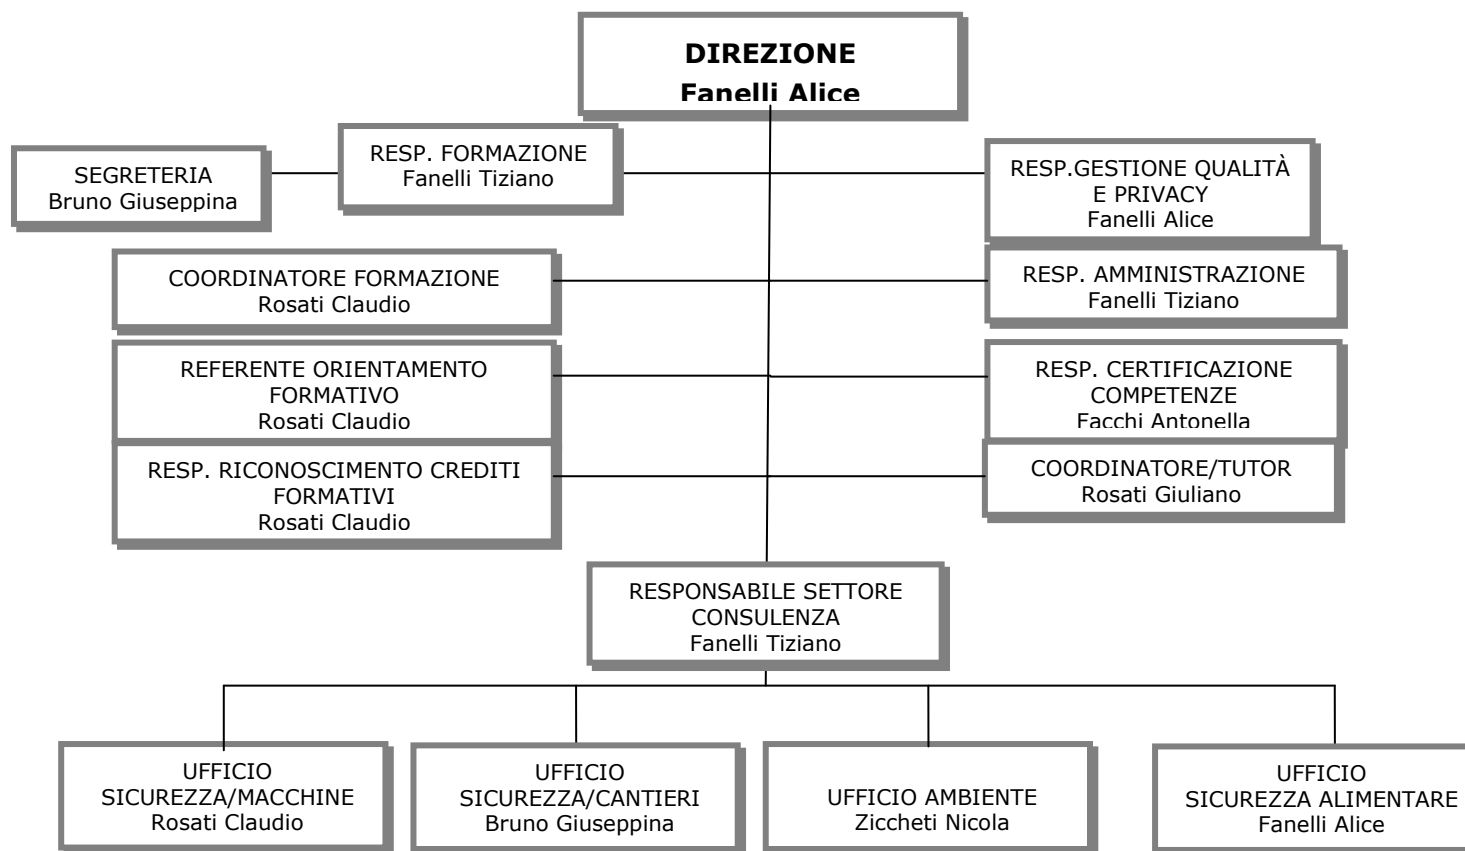 DIREZIONE
Fanelli Alice
RESP. FORMAZIONE
Fanelli Tiziano
SEGRETERIA
Bruno Giuseppina
RESP.GESTIONE QUALITÀ
E PRIVACY
Fanelli Alice
COORDINATORE FORMAZIONE
Rosati Claudio
RESP. AMMINISTRAZIONE
Fanelli Tiziano
REFERENTE ORIENTAMENTO
FORMATIVO
Rosati Claudio
RESP. CERTIFICAZIONE
COMPETENZE
Facchi Antonella
RESP. RICONOSCIMENTO CREDITI
FORMATIVI
Rosati Claudio
COORDINATORE/TUTOR
Rosati Giuliano
RESPONSABILE SETTORE
CONSULENZA
Fanelli Tiziano
UFFICIO
SICUREZZA/MACCHINE
Rosati Claudio
UFFICIO
SICUREZZA/CANTIERI
Bruno Giuseppina
UFFICIO AMBIENTE
Ziccheti Nicola
UFFICIO
SICUREZZA ALIMENTARE
Fanelli Alice